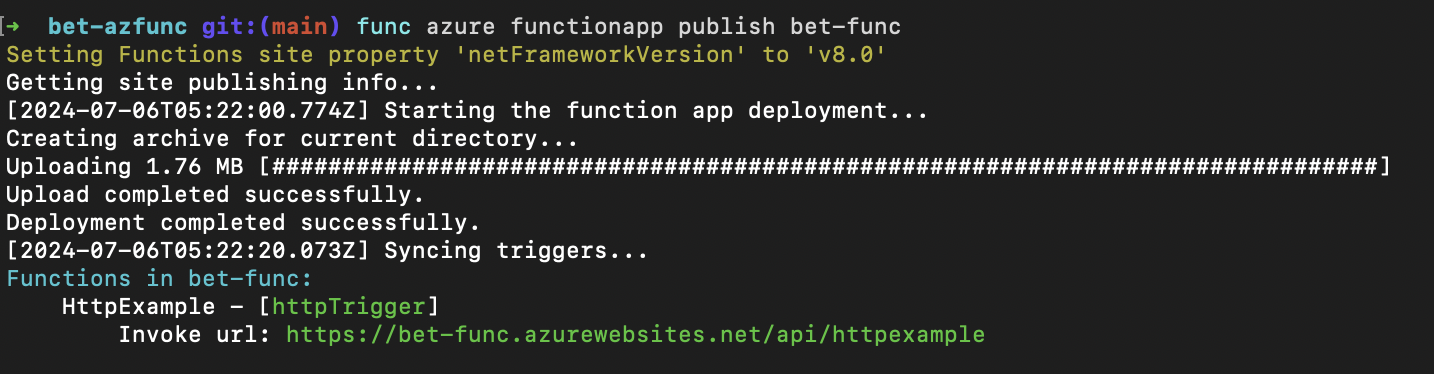 ➜ bet-azfunc git:(main) func azure functionapp publish bet-func
Setting Functions site property 'netFrameworkVersion' to 'v8.0'
Getting site publishing info...
[2024-07-06T05:22:00.774Z] Starting the function app deployment...
Creating archive for current directory...
Uploading 1.76 MB [###############################################################################]
Upload completed successfully.
Deployment completed successfully.
[2024-07-06T05:22:20.073Z] Syncing triggers...
Functions in bet-func:
    HttpExample - [httpTrigger]
        Invoke url: https://bet-func.azurewebsites.net/api/httpexample